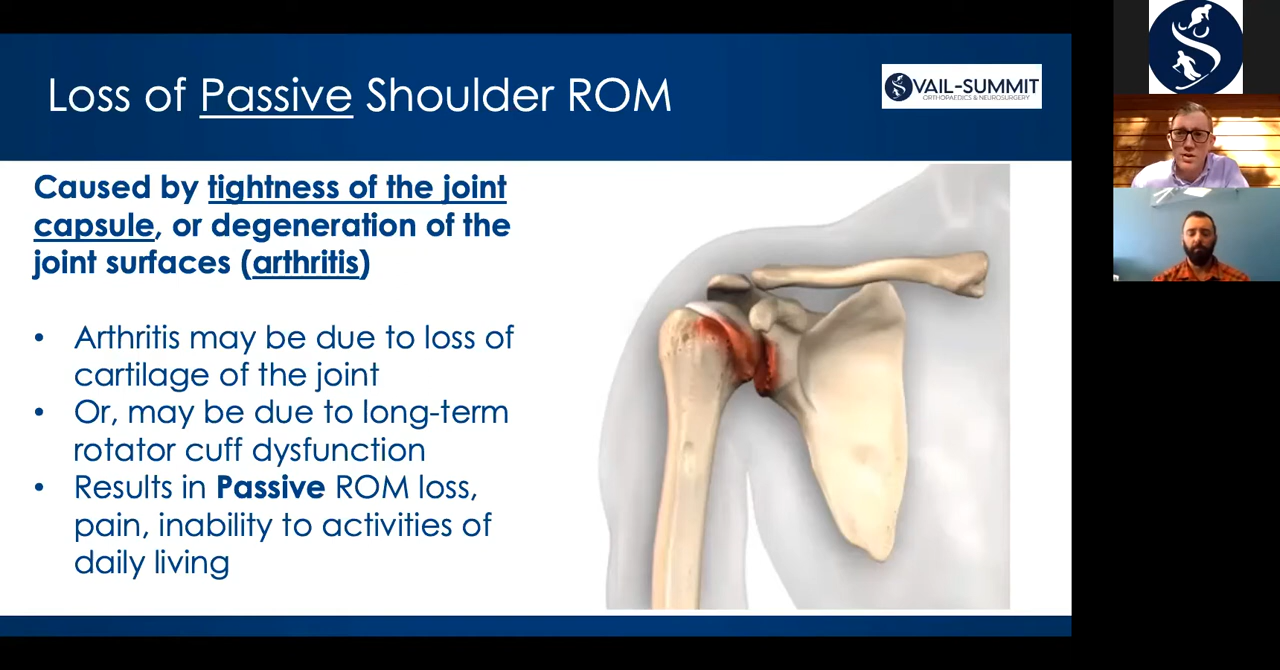 Loss of Passive Shoulder ROM
VAIL-SUMMIT
ORTHOPAEDICS & NEUROSURGERY
Caused by tightness of the joint
capsule, or degeneration of the
joint surfaces (arthritis)
• Arthritis may be due to loss of
cartilage of the joint
• Or, may be due to long-term
rotator cuff dysfunction
• Results in Passive ROM loss,
pain, inability to activities of
daily living